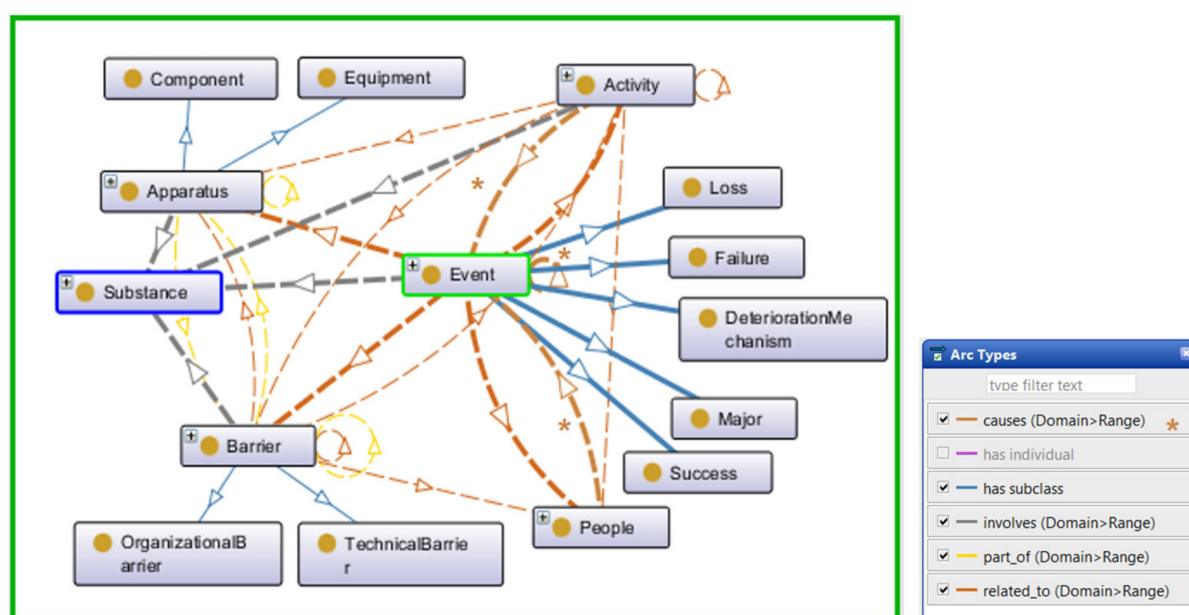 Component
Equipment
Activity
Apparatus
*
Loss
Substance
Event
*
Failure
DeteriorationMe
chanism
Barrier
*
Major
Success
OrganizationalB
arrier
TechnicalBarrie
r
People
Arc Types
type filter text
causes (Domain>Range) *
has individual
has subclass
involves (Domain>Range)
part_of (Domain>Range)
related_to (Domain>Range)